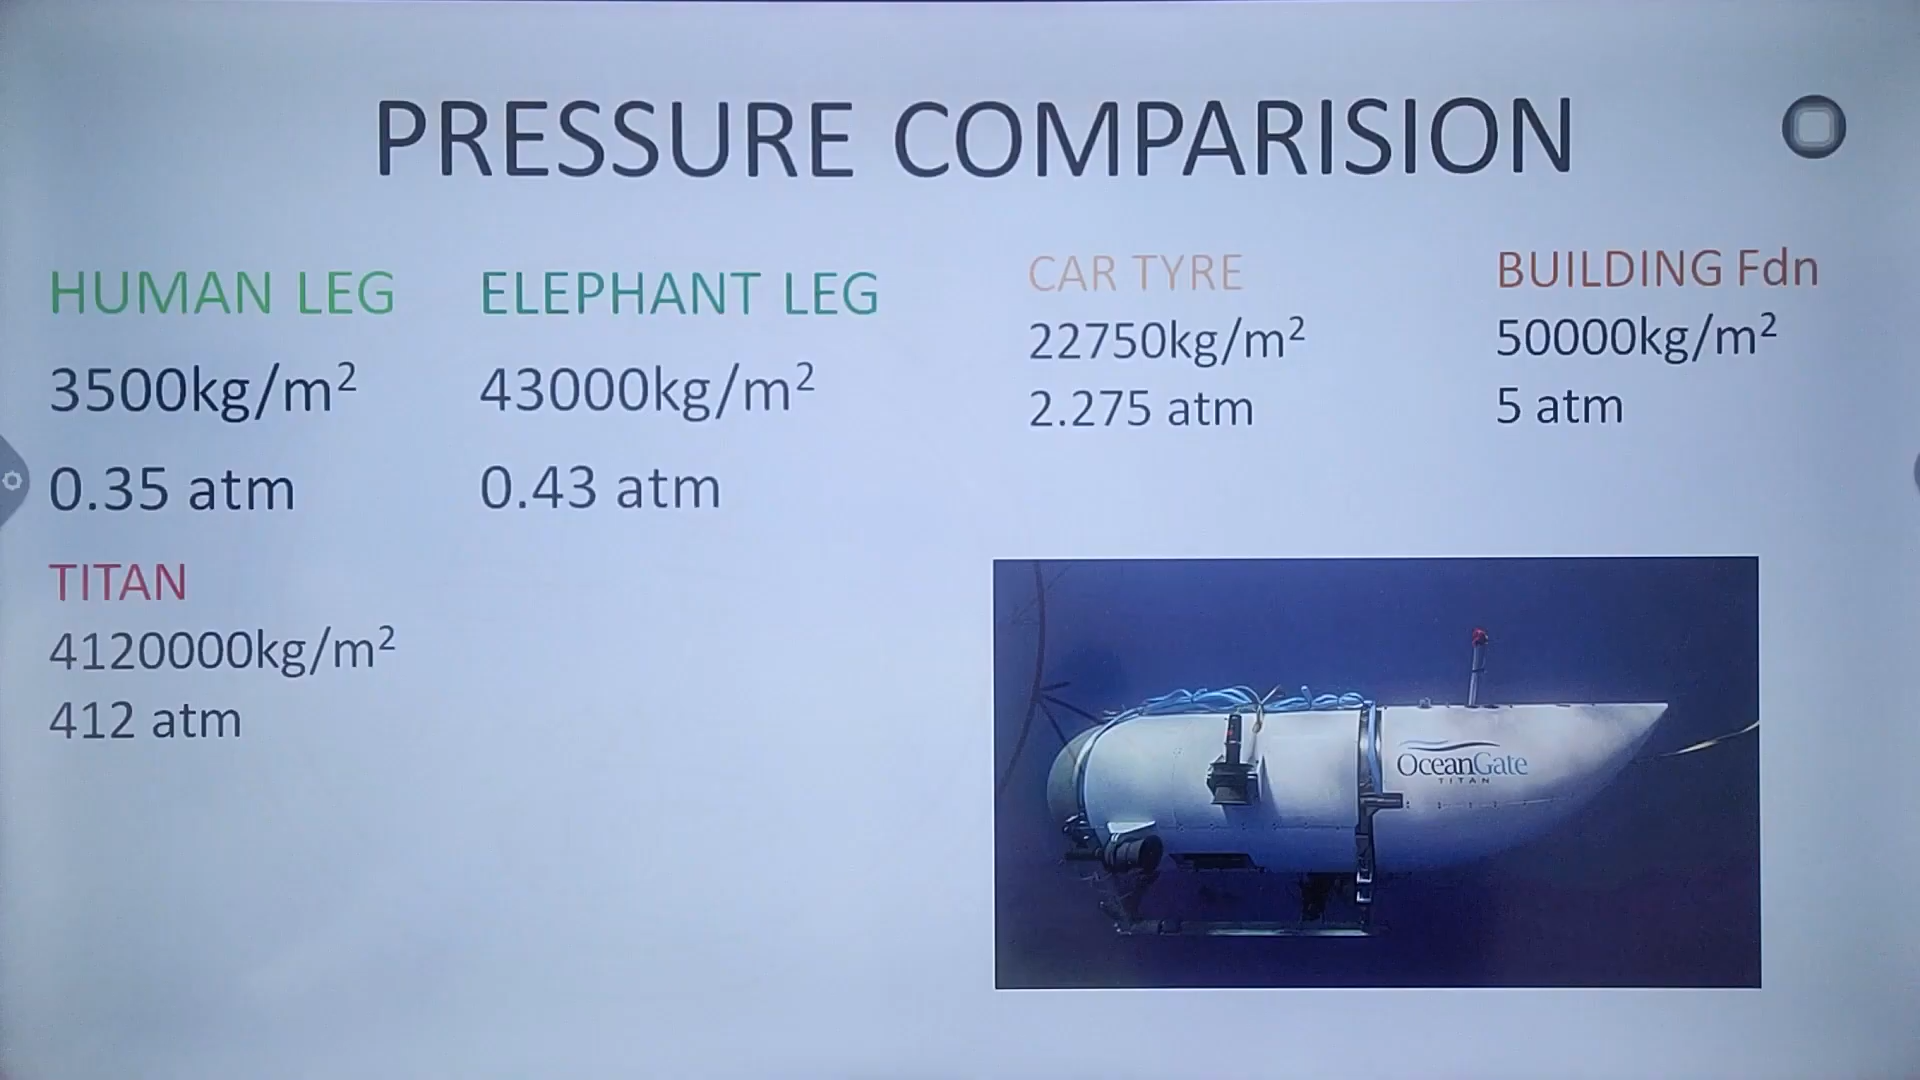 PRESSURE COMPARISION
HUMAN LEG
3500kg/m²
0.35 atm
ELEPHANT LEG
43000kg/m²
0.43 atm
CAR TYRE
22750kg/m²
2.275 atm
BUILDING Fdn
50000kg/m²
5 atm
TITAN
4120000kg/m²
412 atm
OceanGate
TITAN